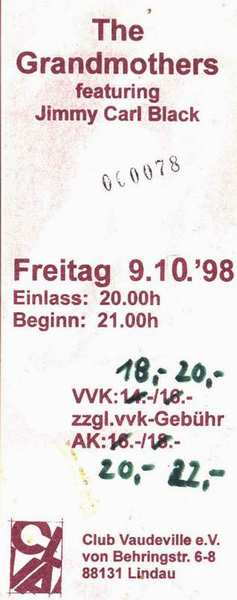 The
Grandmothers
featuring
Jimmy Carl Black
060078
Freitag 9.10.'98
Einlass: 20.00h
Beginn: 21.00h
18,- 20,-
VVK:14.-/16.-
zzgl.vvk-Gebühr
AK:16.-/18.-
20,- 22,-
Club Vaudeville e.V.
von Behringstr. 6-8
88131 Lindau